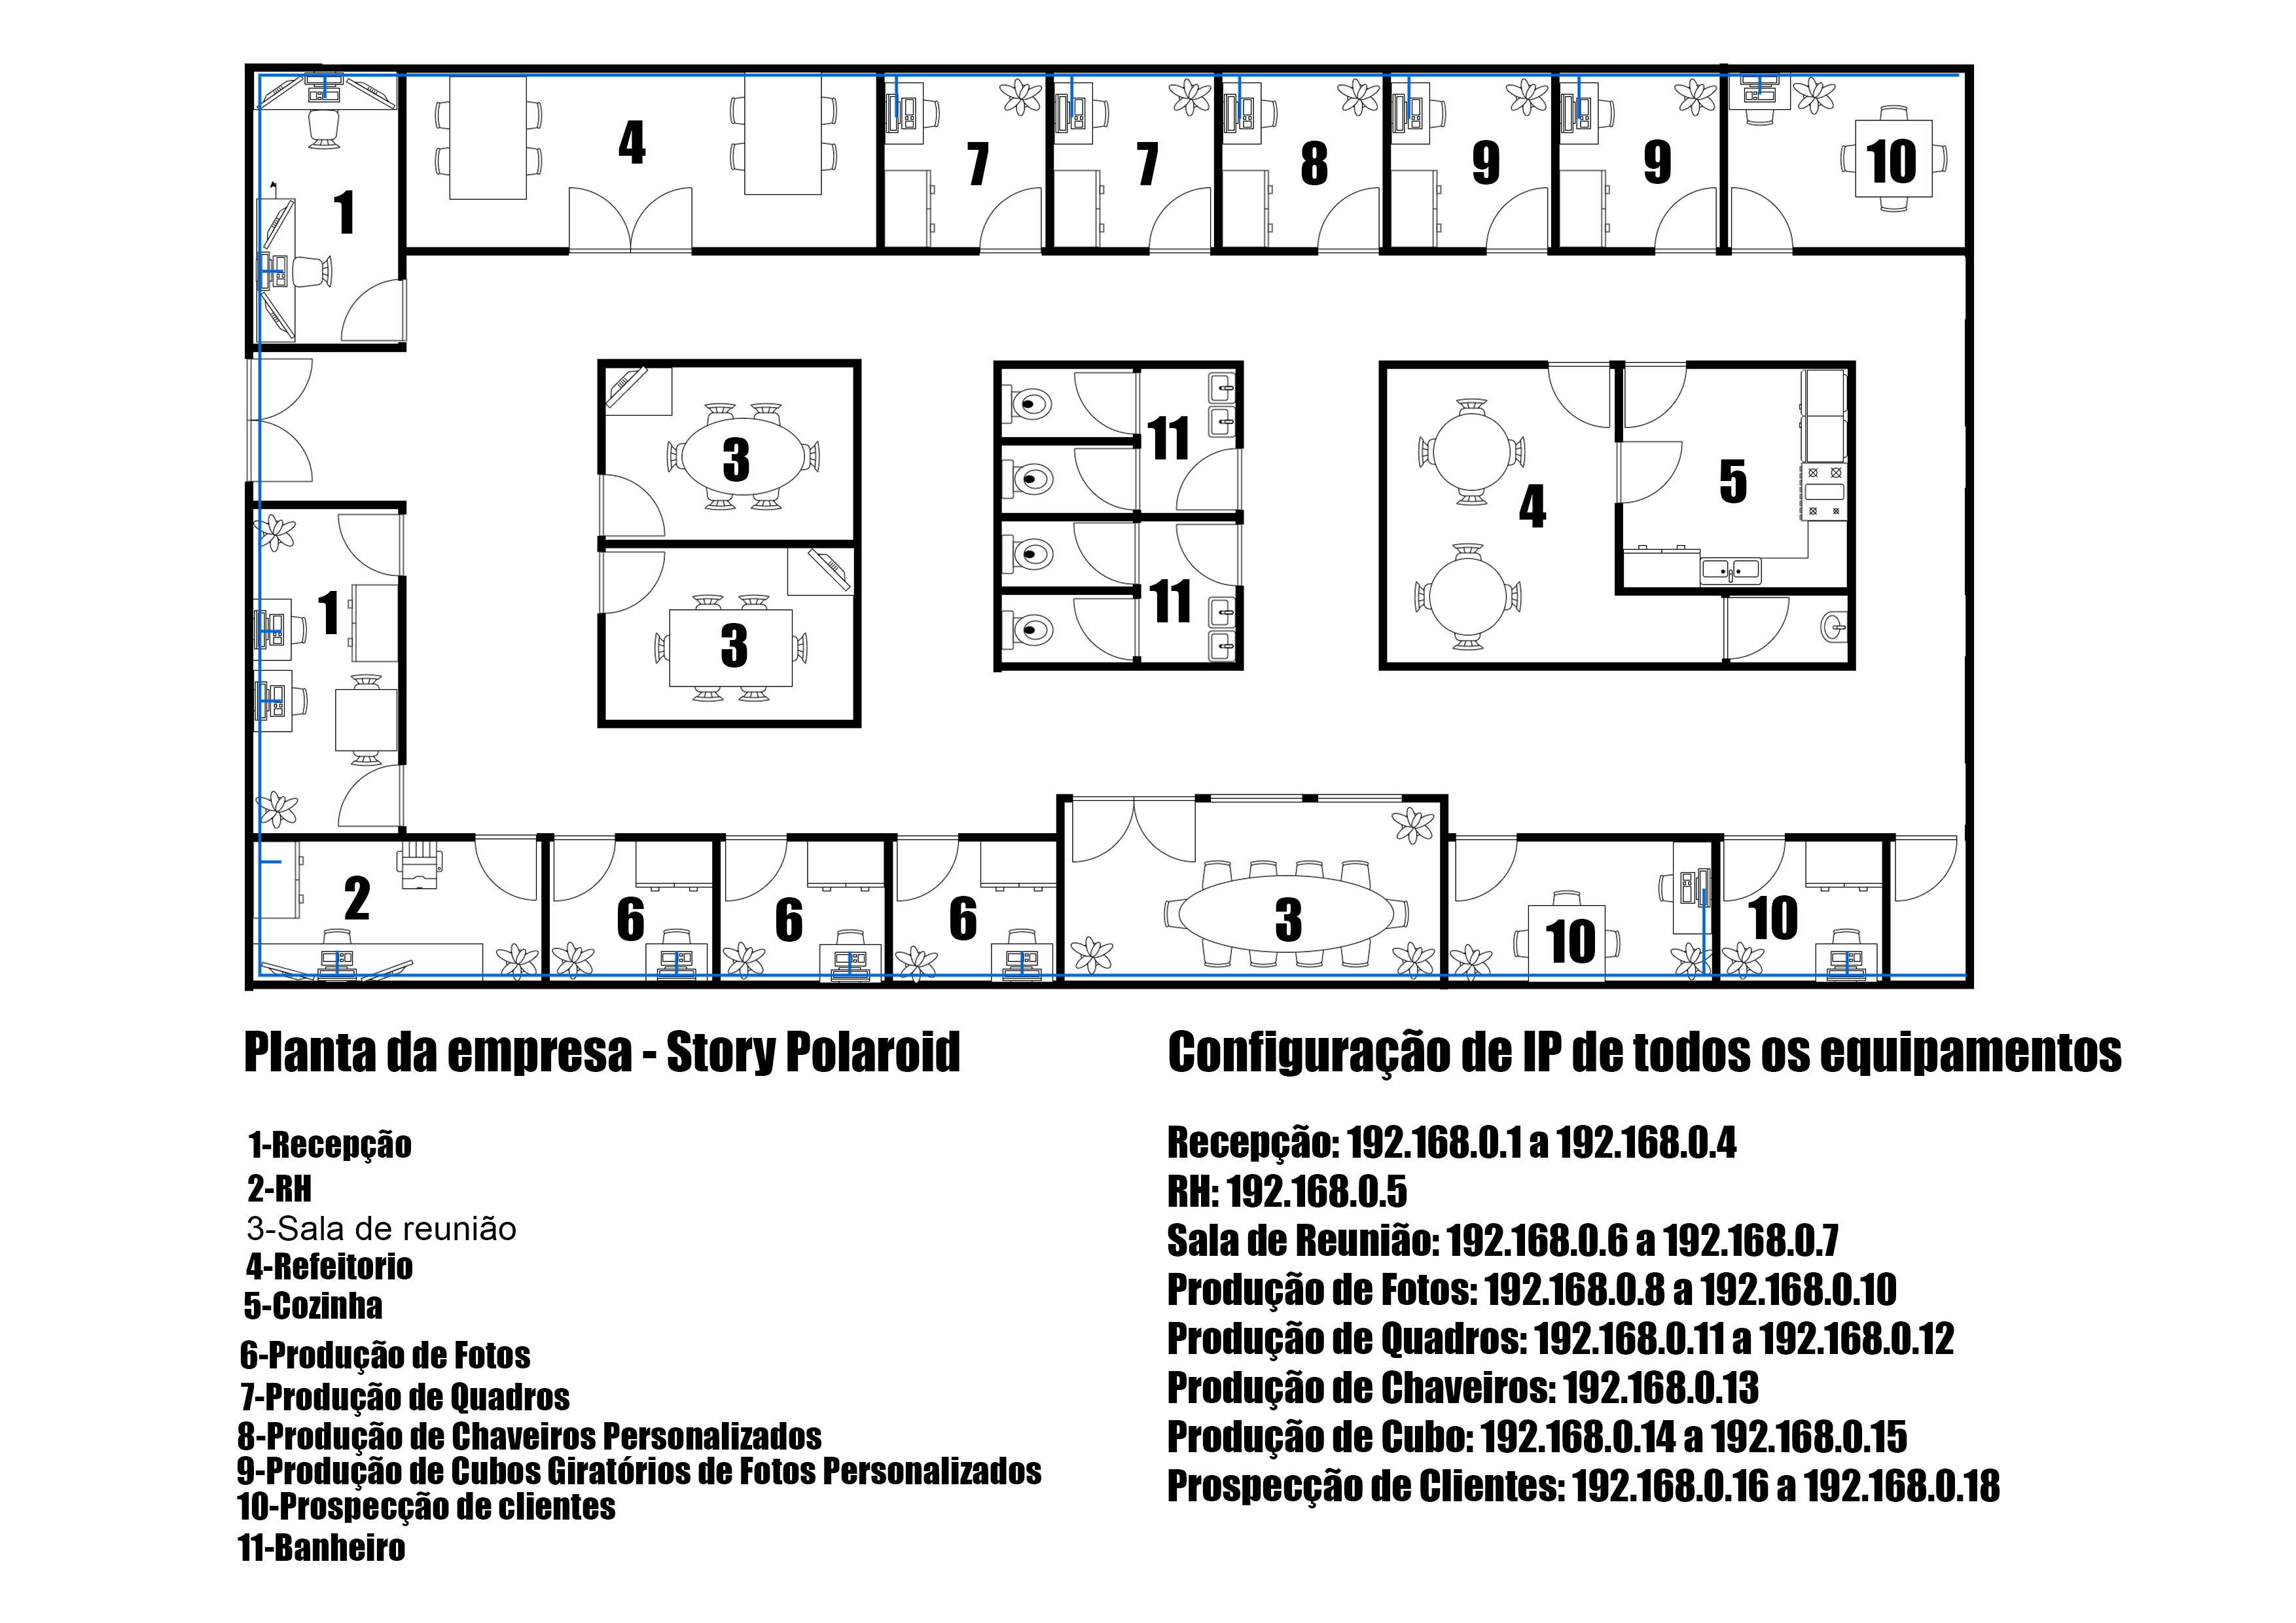 1
4
7
7
8
9
9
10
3
11
4
5
1
3
11
2
6
6
6
3
10
10
Planta da empresa - Story Polaroid
1-Recepção
2-RH
3-Sala de reunião
4-Refeitorio
5-Cozinha
6-Produção de Fotos
7-Produção de Quadros
8-Produção de Chaveiros Personalizados
9-Produção de Cubos Giratórios de Fotos Personalizados
10-Prospecção de clientes
11-Banheiro
Configuração de IP de todos os equipamentos
Recepção: 192.168.0.1 a 192.168.0.4
RH: 192.168.0.5
Sala de Reunião: 192.168.0.6 a 192.168.0.7
Produção de Fotos: 192.168.0.8 a 192.168.0.10
Produção de Quadros: 192.168.0.11 a 192.168.0.12
Produção de Chaveiros: 192.168.0.13
Produção de Cubo: 192.168.0.14 a 192.168.0.15
Prospecção de Clientes: 192.168.0.16 a 192.168.0.18